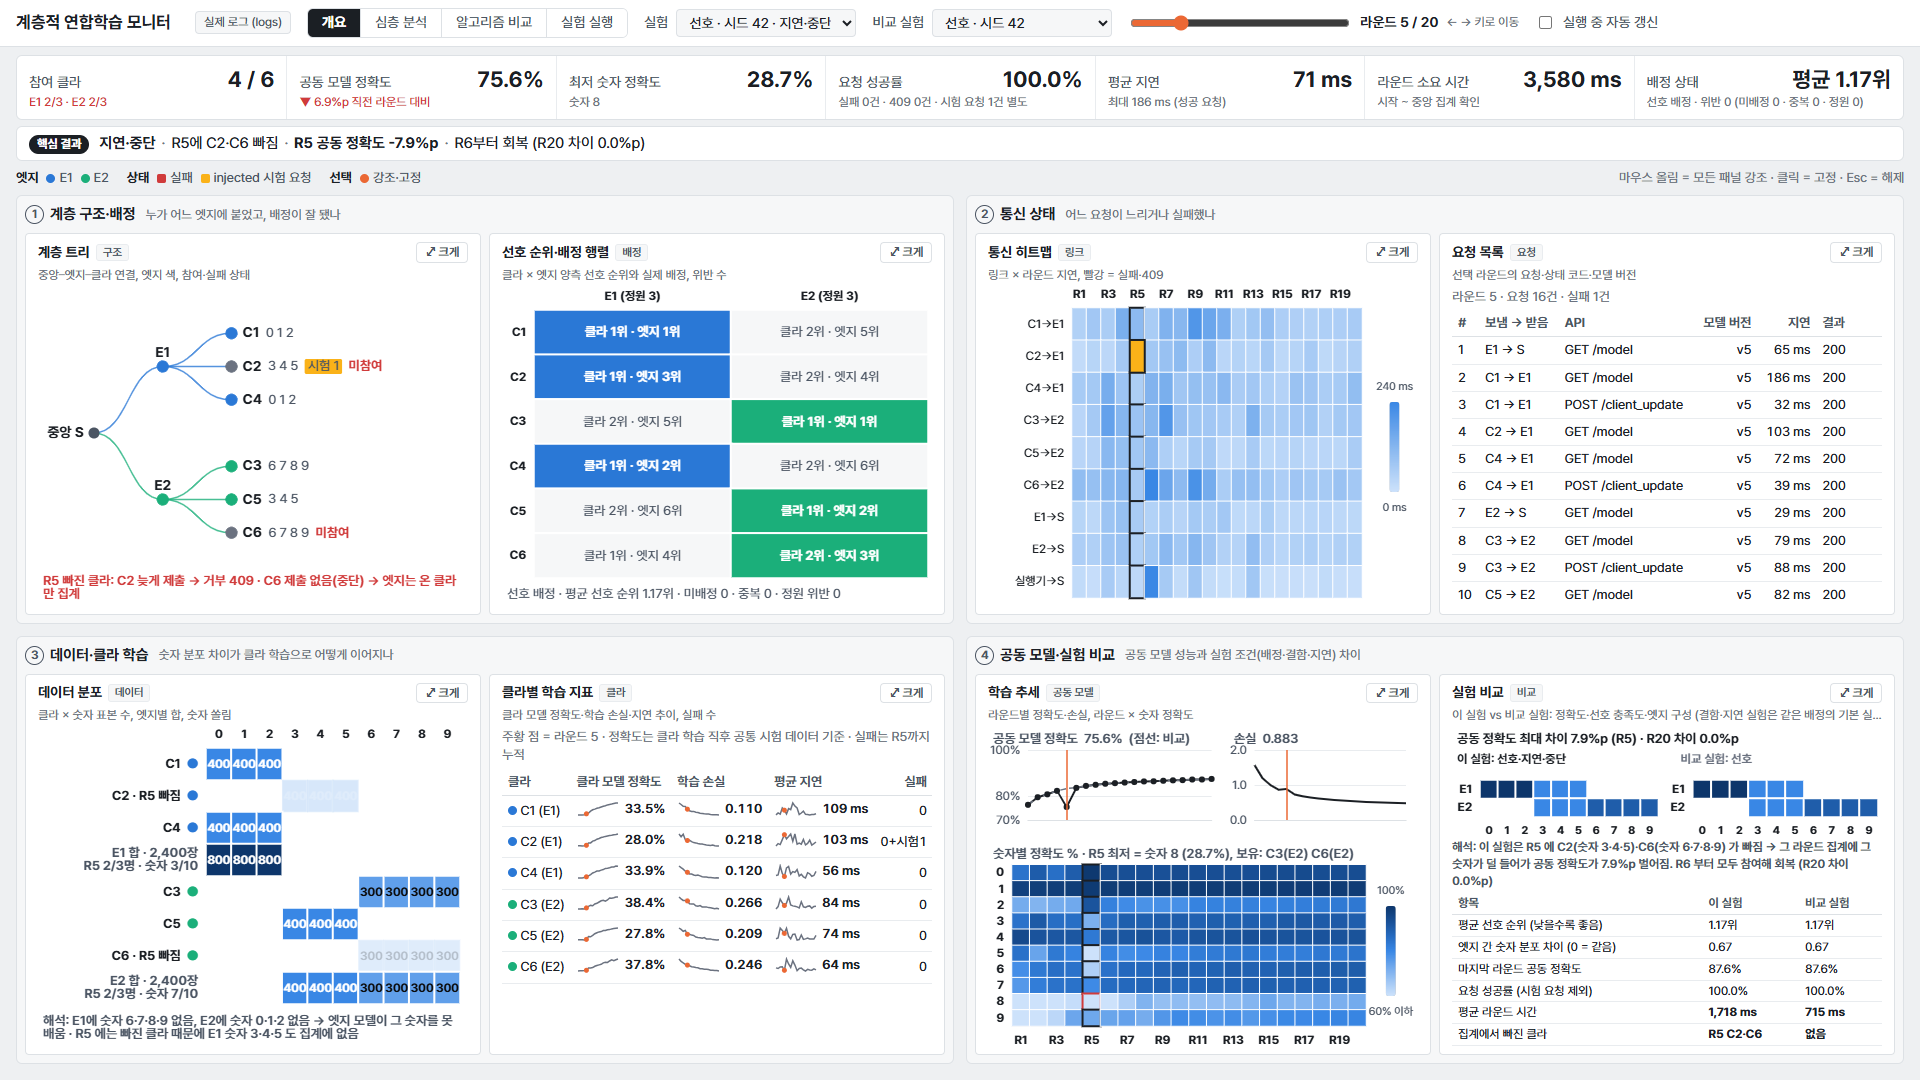 계층적 연합학습 모니터
실제 로그 (logs)
개요 심층 분석 알고리즘 비교 실험 실행
실험 선호 · 시드 42 · 지연·중단
비교 실험 선호 · 시드 42
라운드 5 / 20 ← → 키로 이동
실행 중 자동 갱신
참여 클라 4 / 6
E1 2/3 · E2 2/3
공동 모델 정확도 75.6%
▼ 6.9%p 직전 라운드 대비
최저 숫자 정확도 28.7%
숫자 8
요청 성공률 100.0%
실패 0건 · 409 0건 · 시험 요청 1건 별도
평균 지연 71 ms
최대 186 ms (성공 요청)
라운드 소요 시간 3,580 ms
시작 ~ 중앙 집계 확인
배정 상태 평균 1.17위
선호 배정 · 위반 0 (미배정 0 · 중복 0 · 정원 0)
핵심 결과 지연·중단 · R5에 C2·C6 빠짐 · R5 공동 정확도 -7.9%p · R6부터 회복 (R20 차이 0.0%p)
엣지 E1 E2 상태 실패 injected 시험 요청 선택 강조·고정
마우스 올림 = 모든 패널 강조 · 클릭 = 고정 · Esc = 해제
1 계층 구조·배정 누가 어느 엣지에 붙었고, 배정이 잘 됐나
계층 트리 구조 크게
중앙–엣지–클라 연결, 엣지 색, 참여·실패 상태
중앙 S
E1
C1 0 1 2
C2 3 4 5 시험 1 미참여
C4 0 1 2
E2
C3 6 7 8 9
C5 3 4 5
C6 6 7 8 9 미참여
R5 빠진 클라: C2 늦게 제출 → 거부 409 · C6 제출 없음(중단) → 엣지는 온 클라
만 집계
선호 순위·배정 행렬 배정 크게
클라 × 엣지 양측 선호 순위와 실제 배정, 위반 수
E1 (정원 3) E2 (정원 3)
C1 클라 1위 · 엣지 1위 클라 2위 · 엣지 5위
C2 클라 1위 · 엣지 3위 클라 2위 · 엣지 4위
C3 클라 2위 · 엣지 5위 클라 1위 · 엣지 1위
C4 클라 1위 · 엣지 2위 클라 2위 · 엣지 6위
C5 클라 2위 · 엣지 6위 클라 1위 · 엣지 2위
C6 클라 1위 · 엣지 4위 클라 2위 · 엣지 3위
선호 배정 · 평균 선호 순위 1.17위 · 미배정 0 · 중복 0 · 정원 위반 0
2 통신 상태 어느 요청이 느리거나 실패했나
통신 히트맵 링크 크게
링크 × 라운드 지연, 빨강 = 실패·409
R1 R3 R5 R7 R9 R11 R13 R15 R17 R19
C1→E1
C2→E1
C4→E1
C3→E2
C5→E2
C6→E2
E1→S
E2→S
실행기→S
240 ms
0 ms
요청 목록 요청 크게
선택 라운드의 요청·상태 코드·모델 버전
라운드 5 · 요청 16건 · 실패 1건
# 보냄 → 받음 API 모델 버전 지연 결과
1 E1 → S GET /model v5 65 ms 200
2 C1 → E1 GET /model v5 186 ms 200
3 C1 → E1 POST /client_update v5 32 ms 200
4 C2 → E1 GET /model v5 103 ms 200
5 C4 → E1 GET /model v5 72 ms 200
6 C4 → E1 POST /client_update v5 39 ms 200
7 E2 → S GET /model v5 29 ms 200
8 C3 → E2 GET /model v5 79 ms 200
9 C3 → E2 POST /client_update v5 88 ms 200
10 C5 → E2 GET /model v5 82 ms 200
3 데이터·클라 학습 숫자 분포 차이가 클라 학습으로 어떻게 이어지나
데이터 분포 데이터 크게
클라 × 숫자 표본 수, 엣지별 합, 숫자 쏠림
0 1 2 3 4 5 6 7 8 9
C1 400 400 400
C2 · R5 빠짐 400 400 400
C4 400 400 400
E1 합 · 2,400장
R5 2/3명 · 숫자 3/10 800 800 800
C3 300 300 300 300
C5 400 400 400
C6 · R5 빠짐 300 300 300 300
E2 합 · 2,400장
R5 2/3명 · 숫자 7/10 400 400 400 300 300 300 300
해석: E1에 숫자 6·7·8·9 없음, E2에 숫자 0·1·2 없음 → 엣지 모델이 그 숫자를 못
배움 · R5 에는 빠진 클라 때문에 E1 숫자 3·4·5 도 집계에 없음
클라별 학습 지표 클라 크게
클라 모델 정확도·학습 손실·지연 추이, 실패 수
주황 점 = 라운드 5 · 정확도는 클라 학습 직후 공통 시험 데이터 기준 · 실패는 R5까지
누적
클라 클라 모델 정확도 학습 손실 평균 지연 실패
C1 (E1) 33.5% 0.110 109 ms 0
C2 (E1) 28.0% 0.218 103 ms 0+시험1
C4 (E1) 33.9% 0.120 56 ms 0
C3 (E2) 38.4% 0.266 84 ms 0
C5 (E2) 27.8% 0.209 74 ms 0
C6 (E2) 37.8% 0.246 64 ms 0
4 공동 모델·실험 비교 공동 모델 성능과 실험 조건(배정·결함·지연) 차이
학습 추세 공동 모델 크게
라운드별 정확도·손실, 라운드 × 숫자 정확도
공동 모델 정확도 75.6% (점선: 비교)
100%
80%
70%
손실 0.883
2.0
1.0
0.0
숫자별 정확도 % · R5 최저 = 숫자 8 (28.7%), 보유: C3(E2) C6(E2)
0
1
2
3
4
5
6
7
8
9
R1 R3 R5 R7 R9 R11 R13 R15 R17 R19
100%
60% 이하
실험 비교 비교 크게
이 실험 vs 비교 실험: 정확도·선호 충족도·엣지 구성 (결함·지연 실험은 같은 배정의 기본 실...
공동 정확도 최대 차이 7.9%p (R5) · R20 차이 0.0%p
이 실험: 선호·지연·중단 비교 실험: 선호
E1 E1
E2 E2
0 1 2 3 4 5 6 7 8 9 0 1 2 3 4 5 6 7 8 9
해석: 이 실험은 R5 에 C2(숫자 3·4·5)·C6(숫자 6·7·8·9) 가 빠짐 → 그 라운드 집계에 그
숫자가 덜 들어가 공동 정확도가 7.9%p 벌어짐. R6 부터 모두 참여해 회복 (R20 차이
0.0%p)
항목 이 실험 비교 실험
평균 선호 순위 (낮을수록 좋음) 1.17위 1.17위
엣지 간 숫자 분포 차이 (0 = 같음) 0.67 0.67
마지막 라운드 공동 정확도 87.6% 87.6%
요청 성공률 (시험 요청 제외) 100.0% 100.0%
평균 라운드 시간 1,718 ms 715 ms
집계에서 빠진 클라 R5 C2·C6 없음